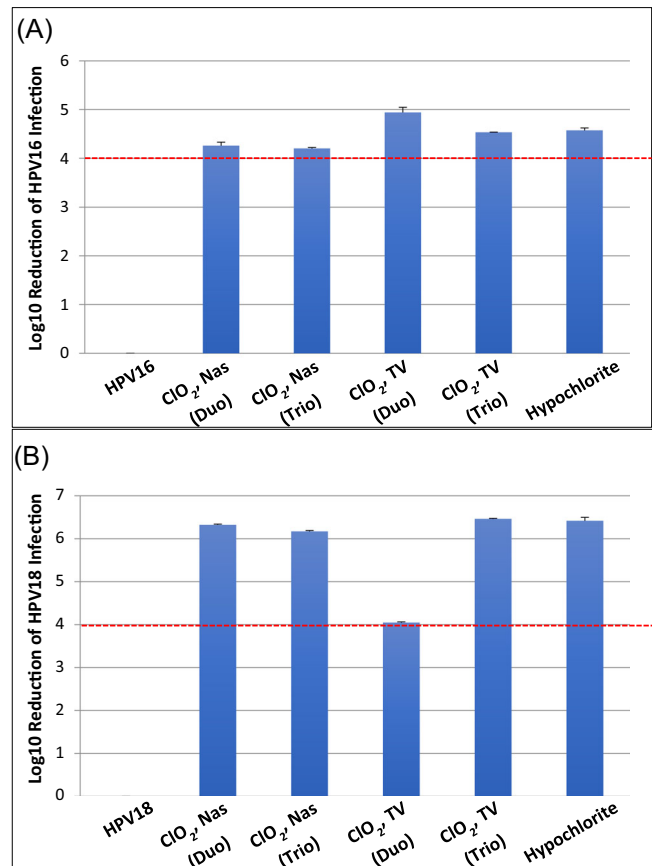 (A)
Log10 Reduction of HPV16 Infection
6
5
4
3
2
1
0
HPV16
ClO2, Nas
(Duo)
ClO2, Nas
(Trio)
ClO2, TV
(Duo)
ClO2, TV
(Trio)
Hypochlorite
(B)
Log10 Reduction of HPV18 Infection
7
6
5
4
3
2
1
0
HPV18
ClO2, Nas
(Duo)
ClO2, Nas
(Trio)
ClO2, TV
(Duo)
ClO2, TV
(Trio)
Hypochlorite